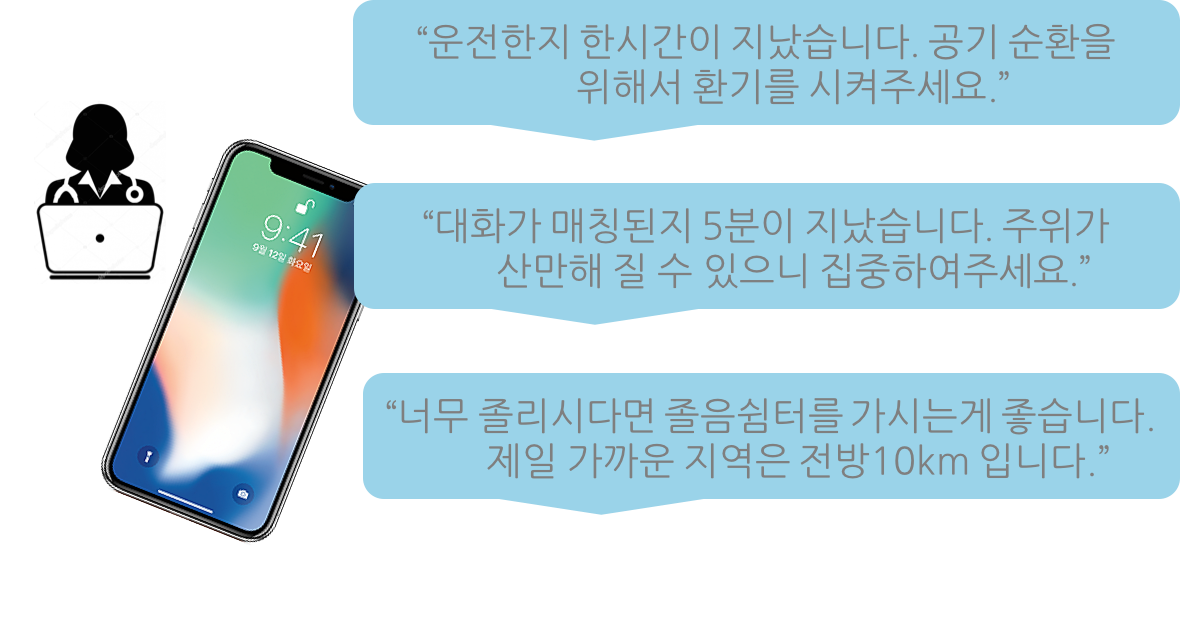 “운전한지 한시간이 지났습니다. 공기 순환을
위해서 환기를 시켜주세요.”
9:41
9월 12일 화요일
“대화가 매칭된지 5분이 지났습니다. 주위가
산만해 질 수 있으니 집중하여주세요.”
“너무 졸리시다면 졸음쉼터를 가시는게 좋습니다.
제일 가까운 지역은 전방10km 입니다.”